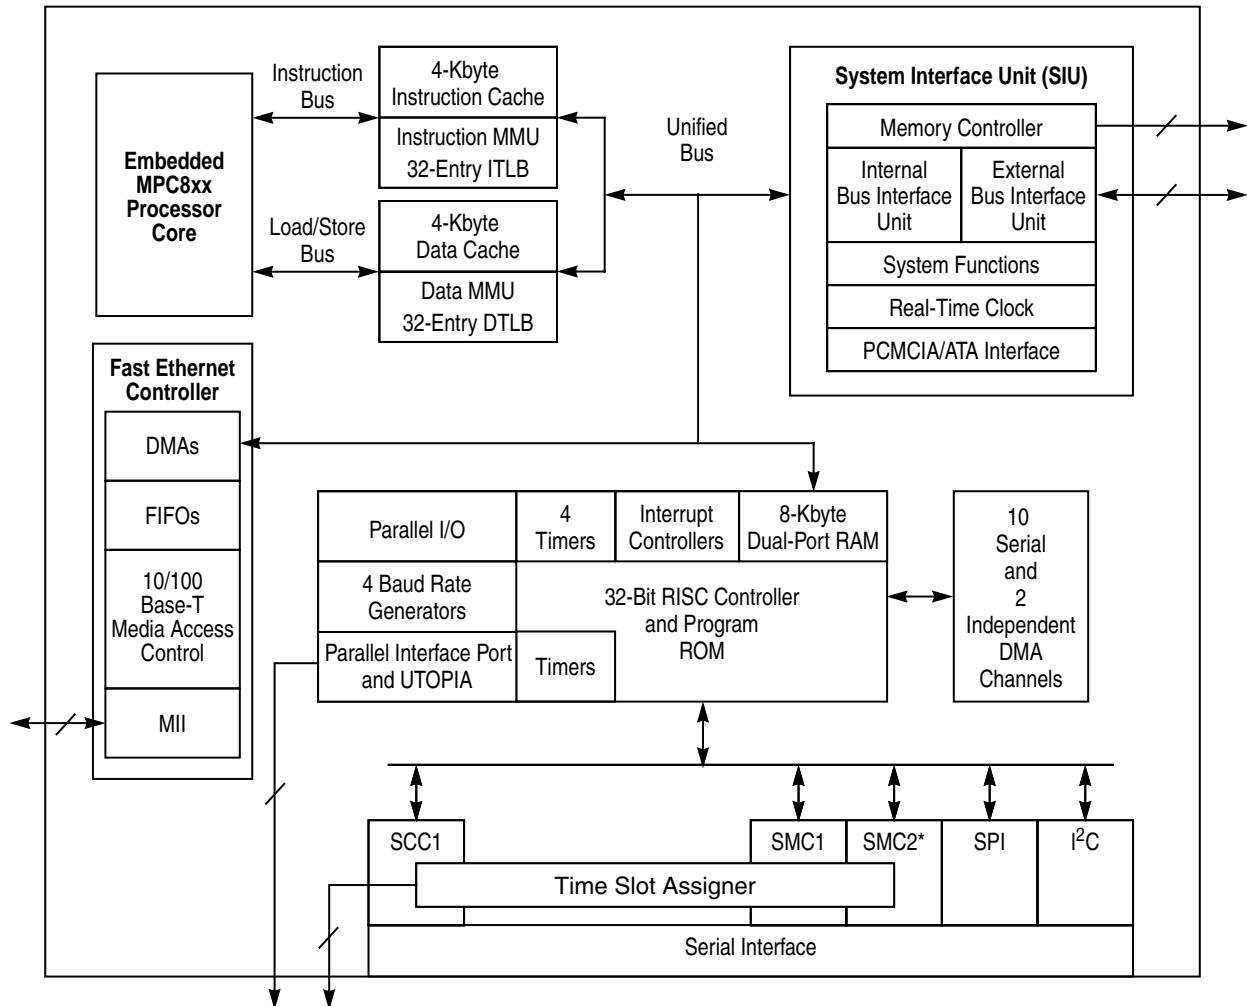 Embedded
MPC8xx
Processor
Core
Instruction
Bus
Load/Store
Bus
4-Kbyte
Instruction Cache
Instruction MMU
32-Entry ITLB
4-Kbyte
Data Cache
Data MMU
32-Entry DTLB
Unified
Bus
System Interface Unit (SIU)
Memory Controller
Internal
Bus Interface
Unit
External
Bus Interface
Unit
System Functions
Real-Time Clock
PCMCIA/ATA Interface
Fast Ethernet
Controller
DMAs
FIFOs
10/100
Base-T
Media Access
Control
MII
Parallel I/O
4
Timers
Interrupt
Controllers
8-Kbyte
Dual-Port RAM
4 Baud Rate
Generators
32-Bit RISC Controller
and Program
ROM
Parallel Interface Port
and UTOPIA
Timers
10
Serial
and
2
Independent
DMA
Channels
SCC1
SMC1
SMC2*
SPI
I²C
Time Slot Assigner
Serial Interface